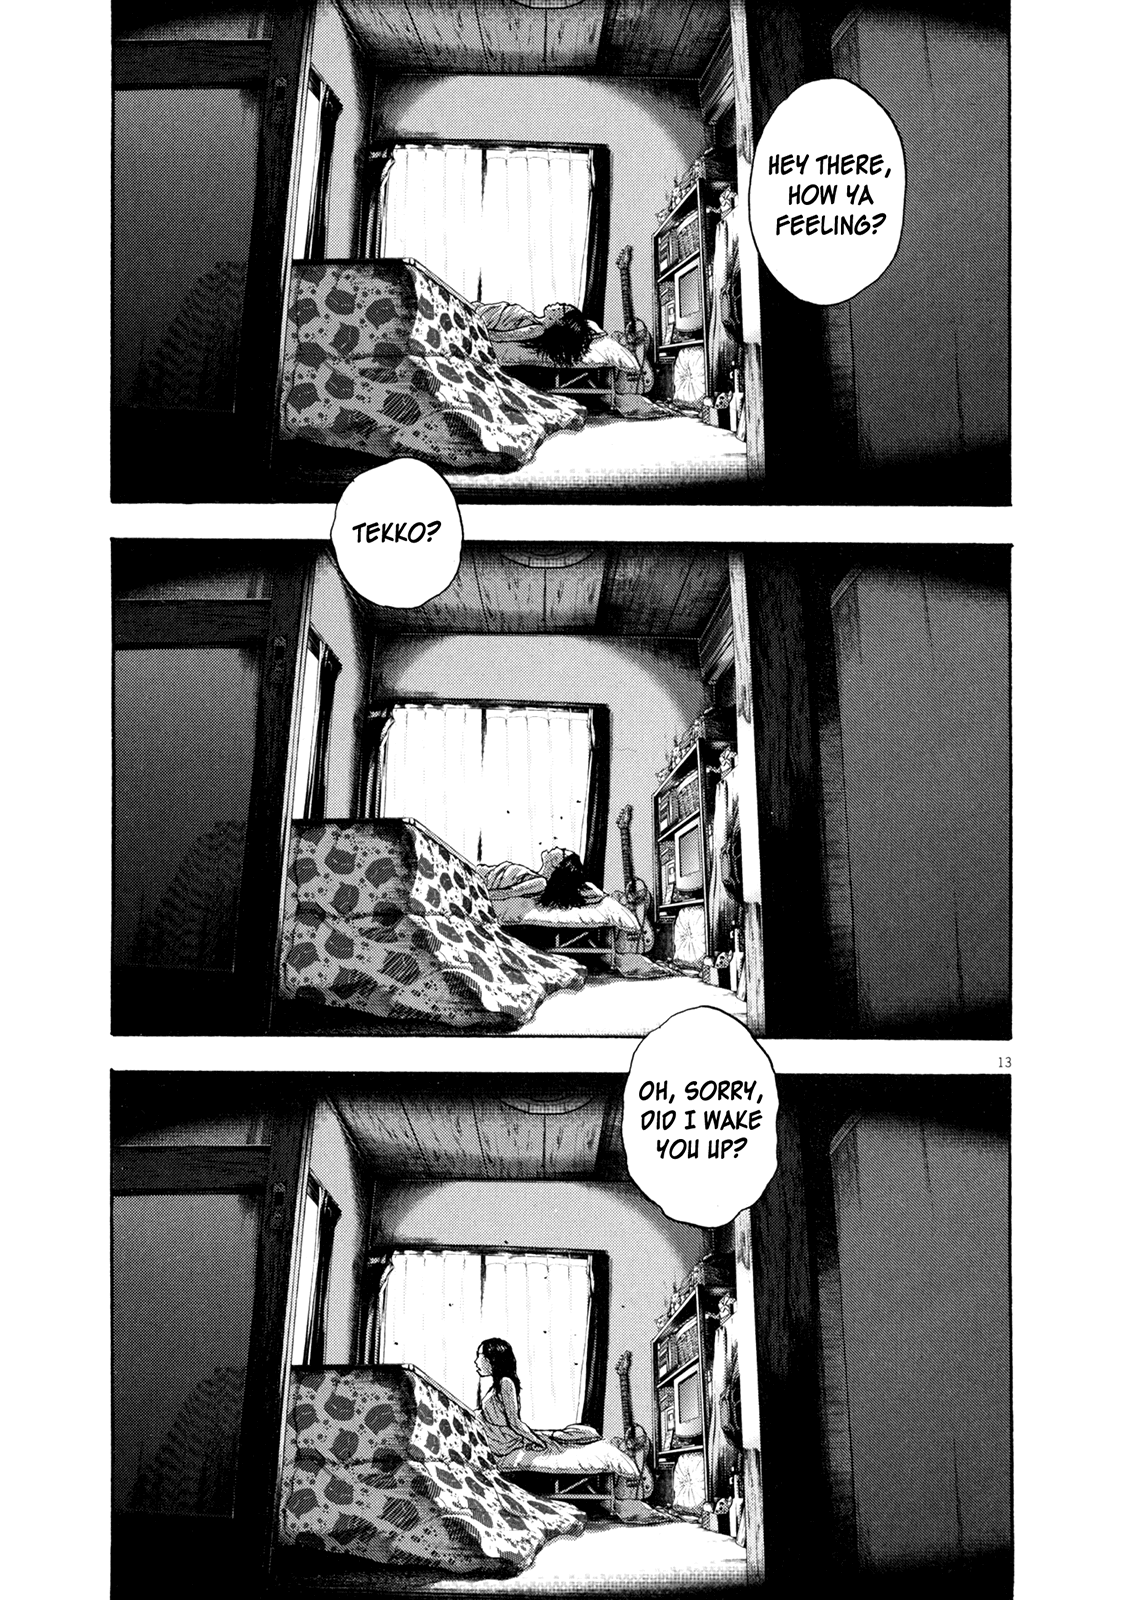 HEY THERE,
HOW YA
FEELING?
TEKKO?
13
OH, SORRY,
DID I WAKE
YOU UP?